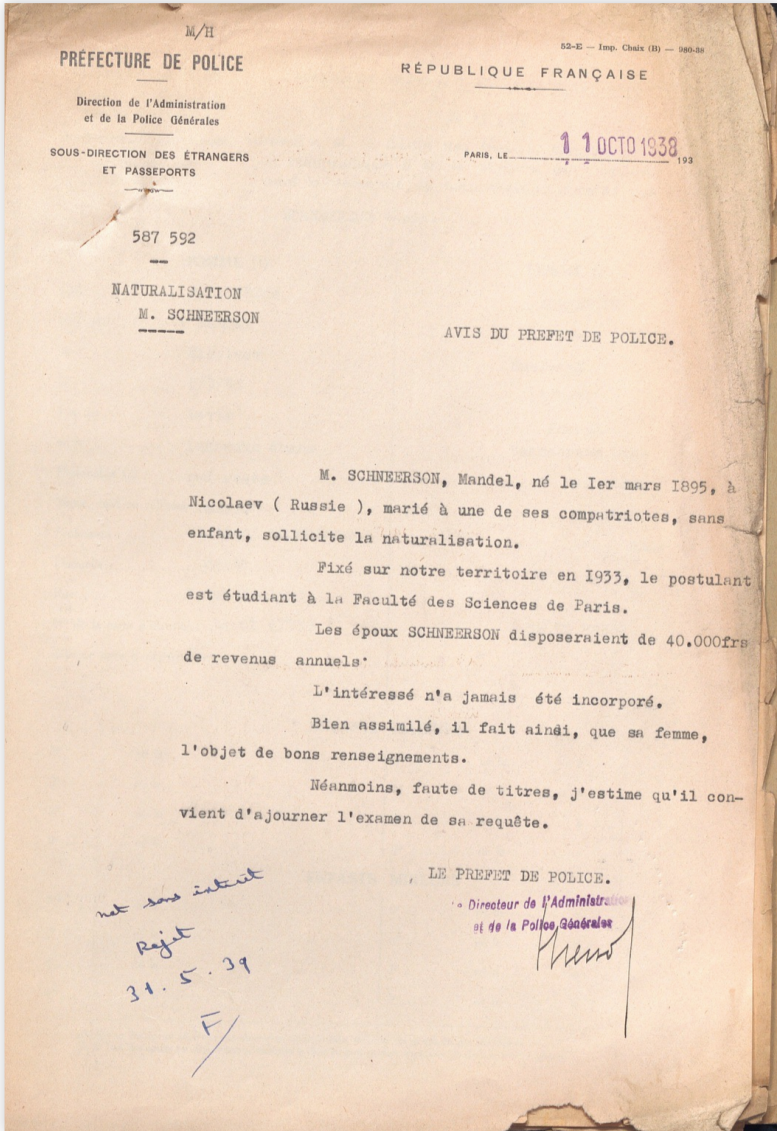 M/H
PRÉFECTURE DE POLICE
Direction de l'Administration
et de la Police Générales
SOUS-DIRECTION DES ÉTRANGERS
ET PASSEPORTS
52-E — Imp. Chaix (B) — 980-38
RÉPUBLIQUE FRANÇAISE
PARIS, LE 11 OCTO 1938 193
587 592
NATURALISATION
M. SCHNEERSON
AVIS DU PREFET DE POLICE.
M. SCHNEERSON, Mandel, né le Ier mars I895, à
Nicolaev ( Russie ), marié à une de ses compatriotes, sans
enfant, sollicite la naturalisation.
Fixé sur notre territoire en I933, le postulant
est étudiant à la Faculté des Sciences de Paris.
Les époux SCHNEERSON disposeraient de 40.000frs
de revenus annuels.
L'intéressé n'a jamais été incorporé.
Bien assimilé, il fait ainsi, que sa femme,
l'objet de bons renseignements.
Néanmoins, faute de titres, j'estime qu'il con-
vient d'ajourner l'examen de sa requête.
LE PREFET DE POLICE.
Directeur de l'Administration
et de la Police Générales
nat sans intérêt
Rejet
31.5.39
F/